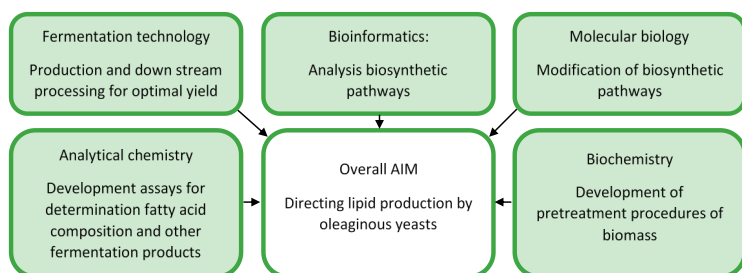 Fermentation technology
Production and down stream
processing for optimal yield
Bioinformatics:
Analysis biosynthetic
pathways
Molecular biology
Modification of biosynthetic
pathways
Analytical chemistry
Development assays for
determination fatty acid
composition and other
fermentation products
Overall AIM
Directing lipid production by
oleaginous yeasts
Biochemistry
Development of
pretreatment procedures of
biomass